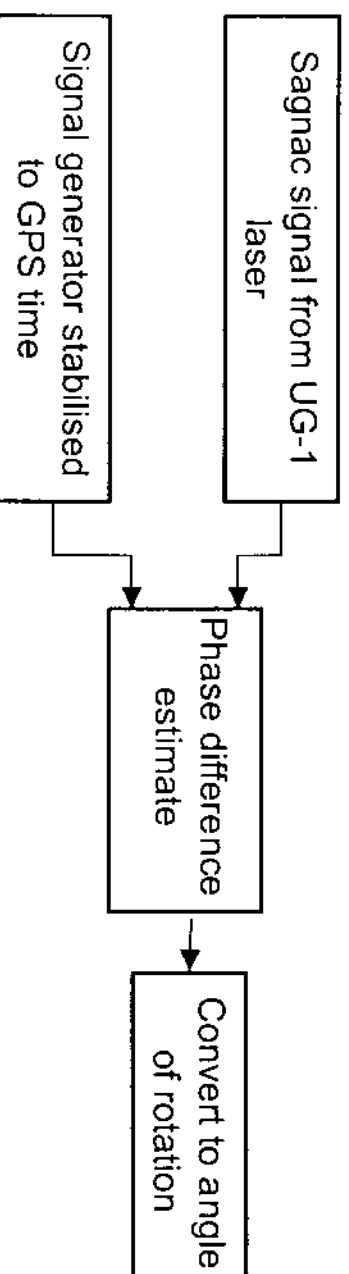 Sagnac signal from UG-1
laser
Signal generator stabilised
to GPS time
Phase difference
estimate
Convert to angle
of rotation